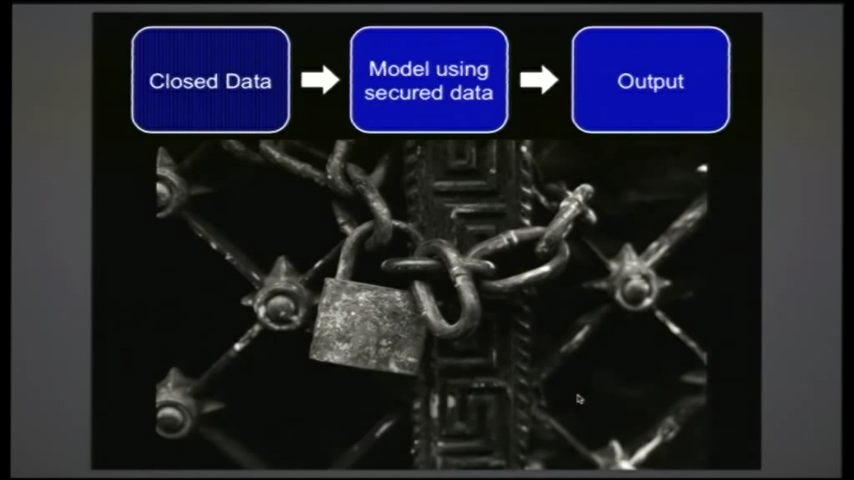 Closed Data
Model using
secured data
Output